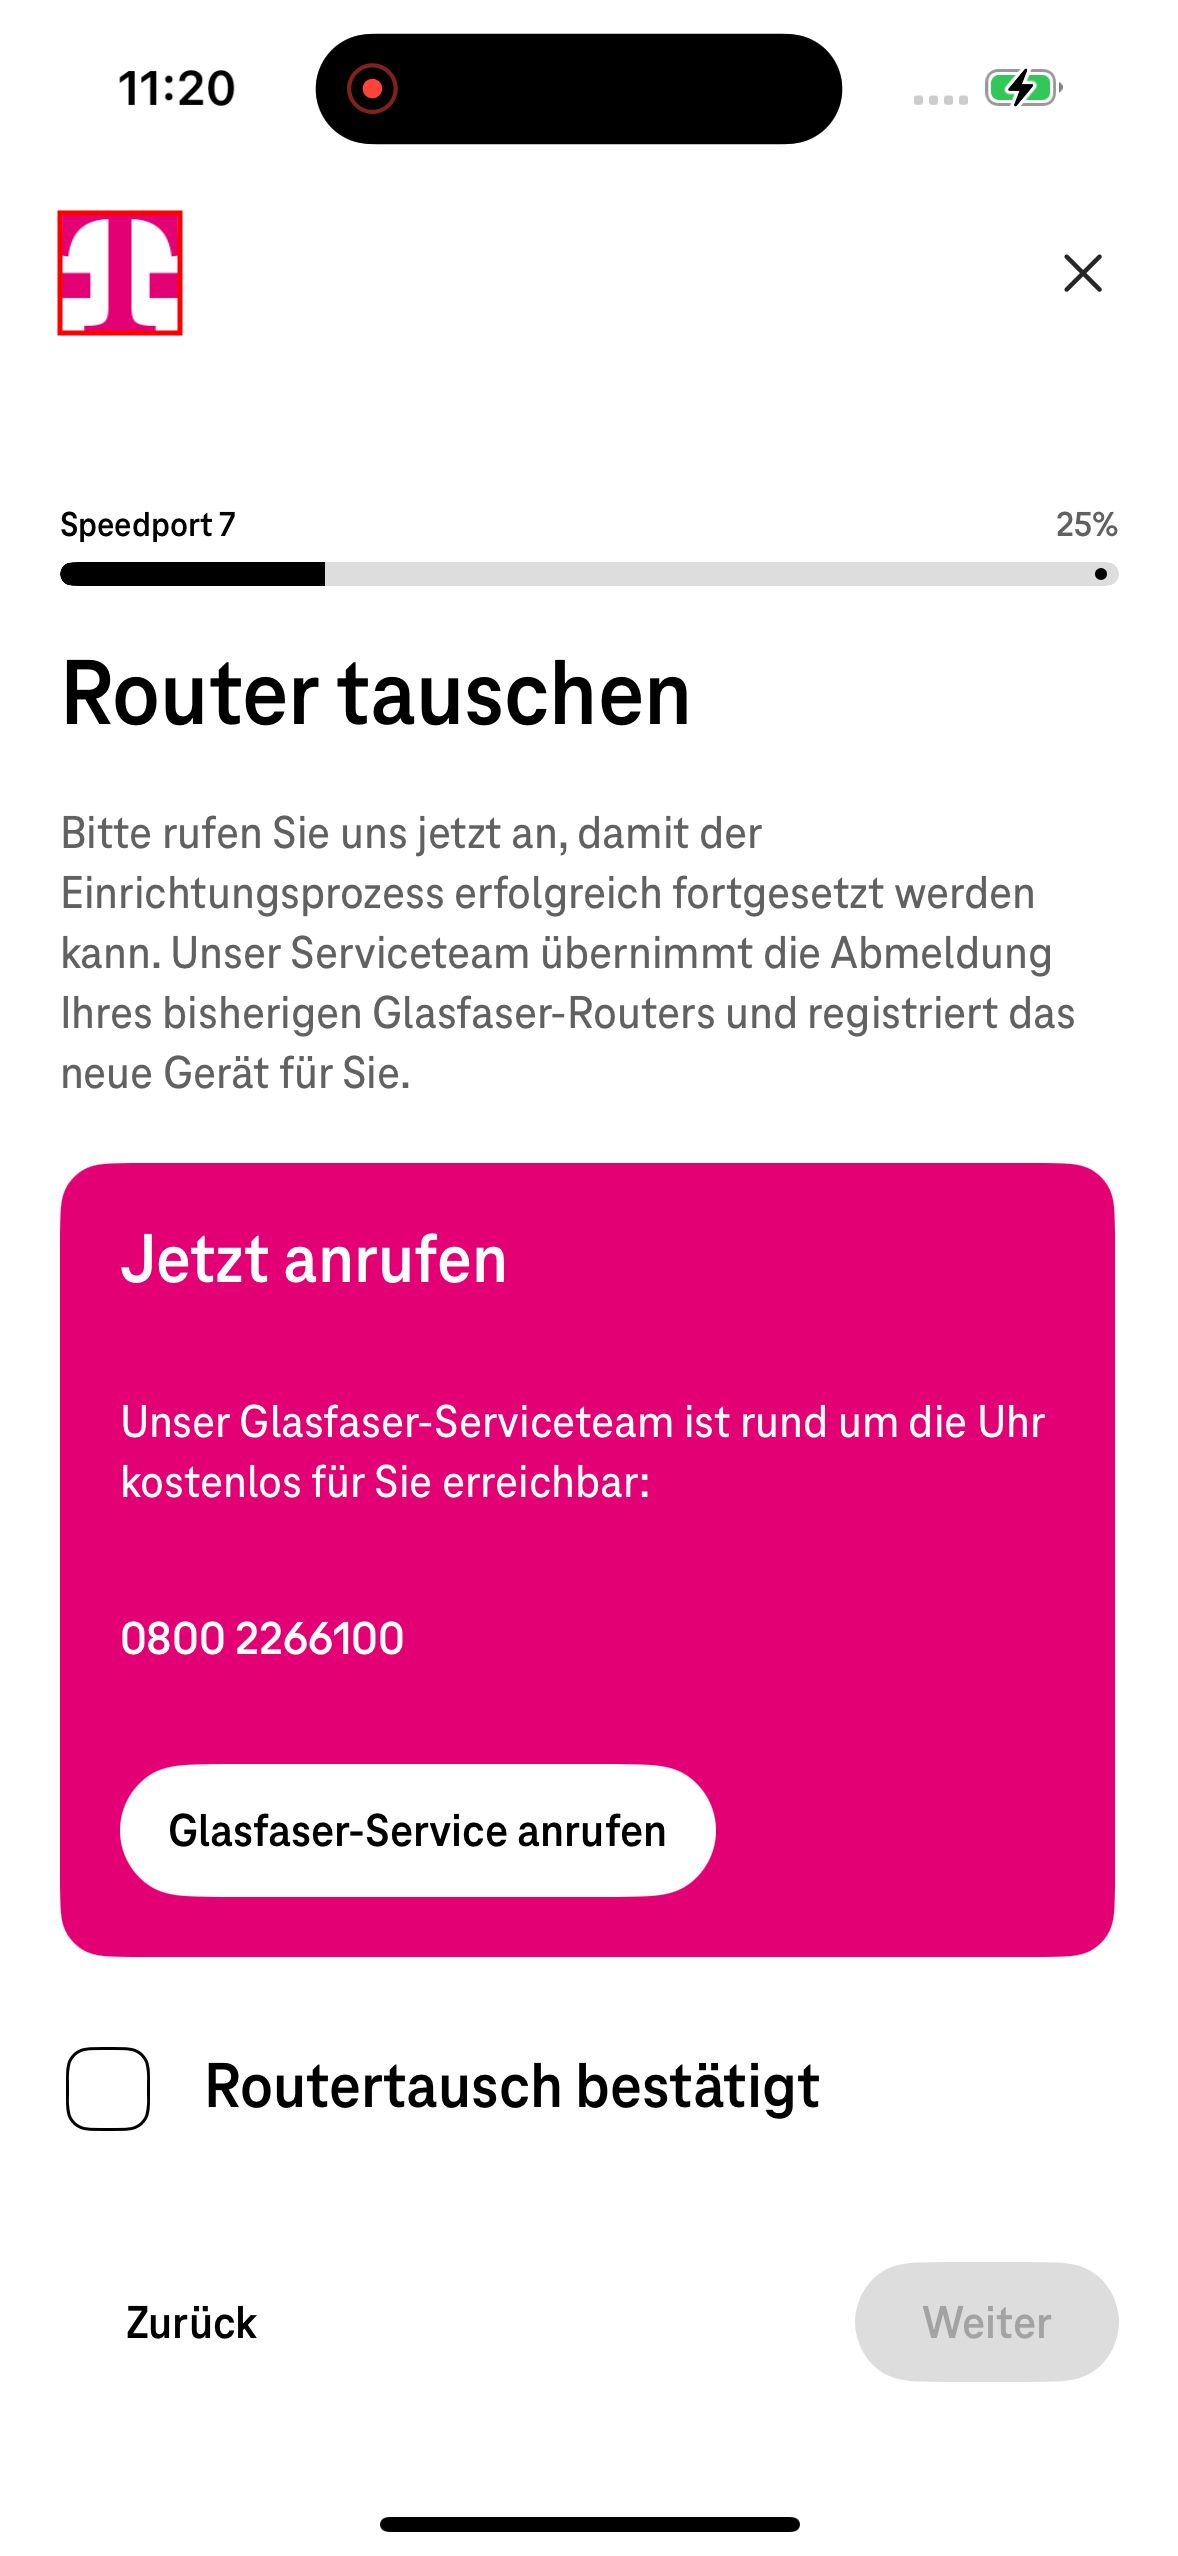 11:20
Speedport 7
25%
Router tauschen
Bitte rufen Sie uns jetzt an, damit der
Einrichtungsprozess erfolgreich fortgesetzt werden
kann. Unser Serviceteam übernimmt die Abmeldung
Ihres bisherigen Glasfaser-Routers und registriert das
neue Gerät für Sie.
Jetzt anrufen
Unser Glasfaser-Serviceteam ist rund um die Uhr
kostenlos für Sie erreichbar:
0800 2266100
Glasfaser-Service anrufen
Routertausch bestätigt
Zurück
Weiter